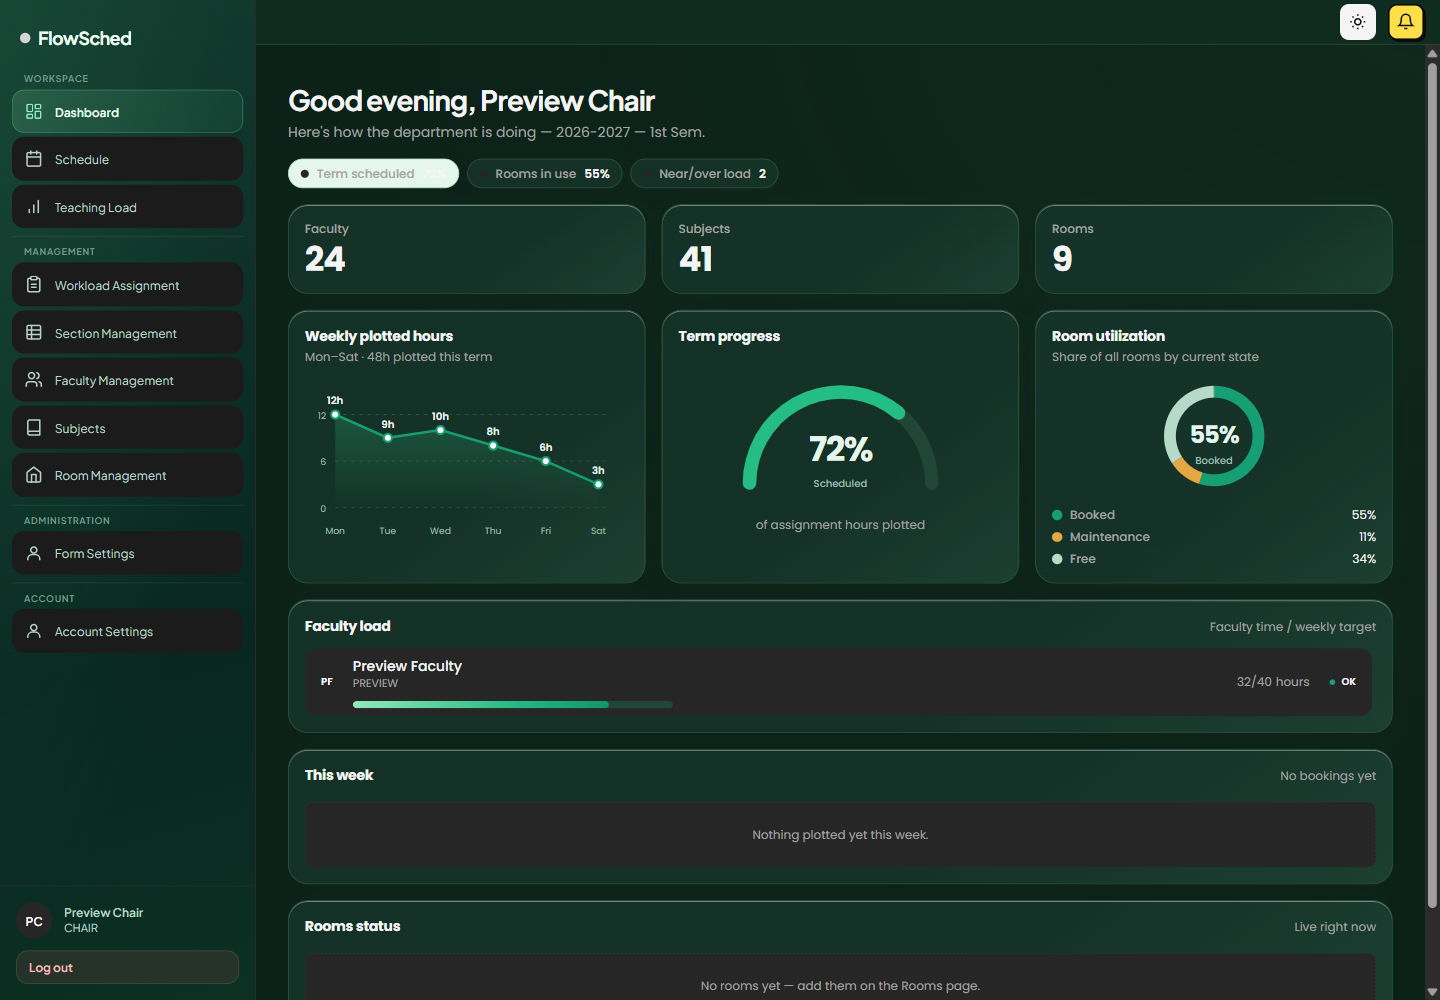 FlowSched
WORKSPACE
Dashboard
Schedule
Teaching Load
MANAGEMENT
Workload Assignment
Section Management
Faculty Management
Subjects
Room Management
ADMINISTRATION
Form Settings
ACCOUNT
Account Settings
PC
Preview Chair
CHAIR
Log out
Good evening, Preview Chair
Here's how the department is doing — 2026-2027 — 1st Sem.
Term scheduled 72%
Rooms in use 55%
Near/over load 2
Faculty
24
Subjects
41
Rooms
9
Weekly plotted hours
Mon–Sat · 48h plotted this term
12h
9h
10h
8h
6h
3h
12
6
0
Mon Tue Wed Thu Fri Sat
Term progress
72%
Scheduled
of assignment hours plotted
Room utilization
Share of all rooms by current state
55%
Booked
Booked 55%
Maintenance 11%
Free 34%
Faculty load
Faculty time / weekly target
PF
Preview Faculty
PREVIEW
32/40 hours
OK
This week
No bookings yet
Nothing plotted yet this week.
Rooms status
Live right now
No rooms yet — add them on the Rooms page.